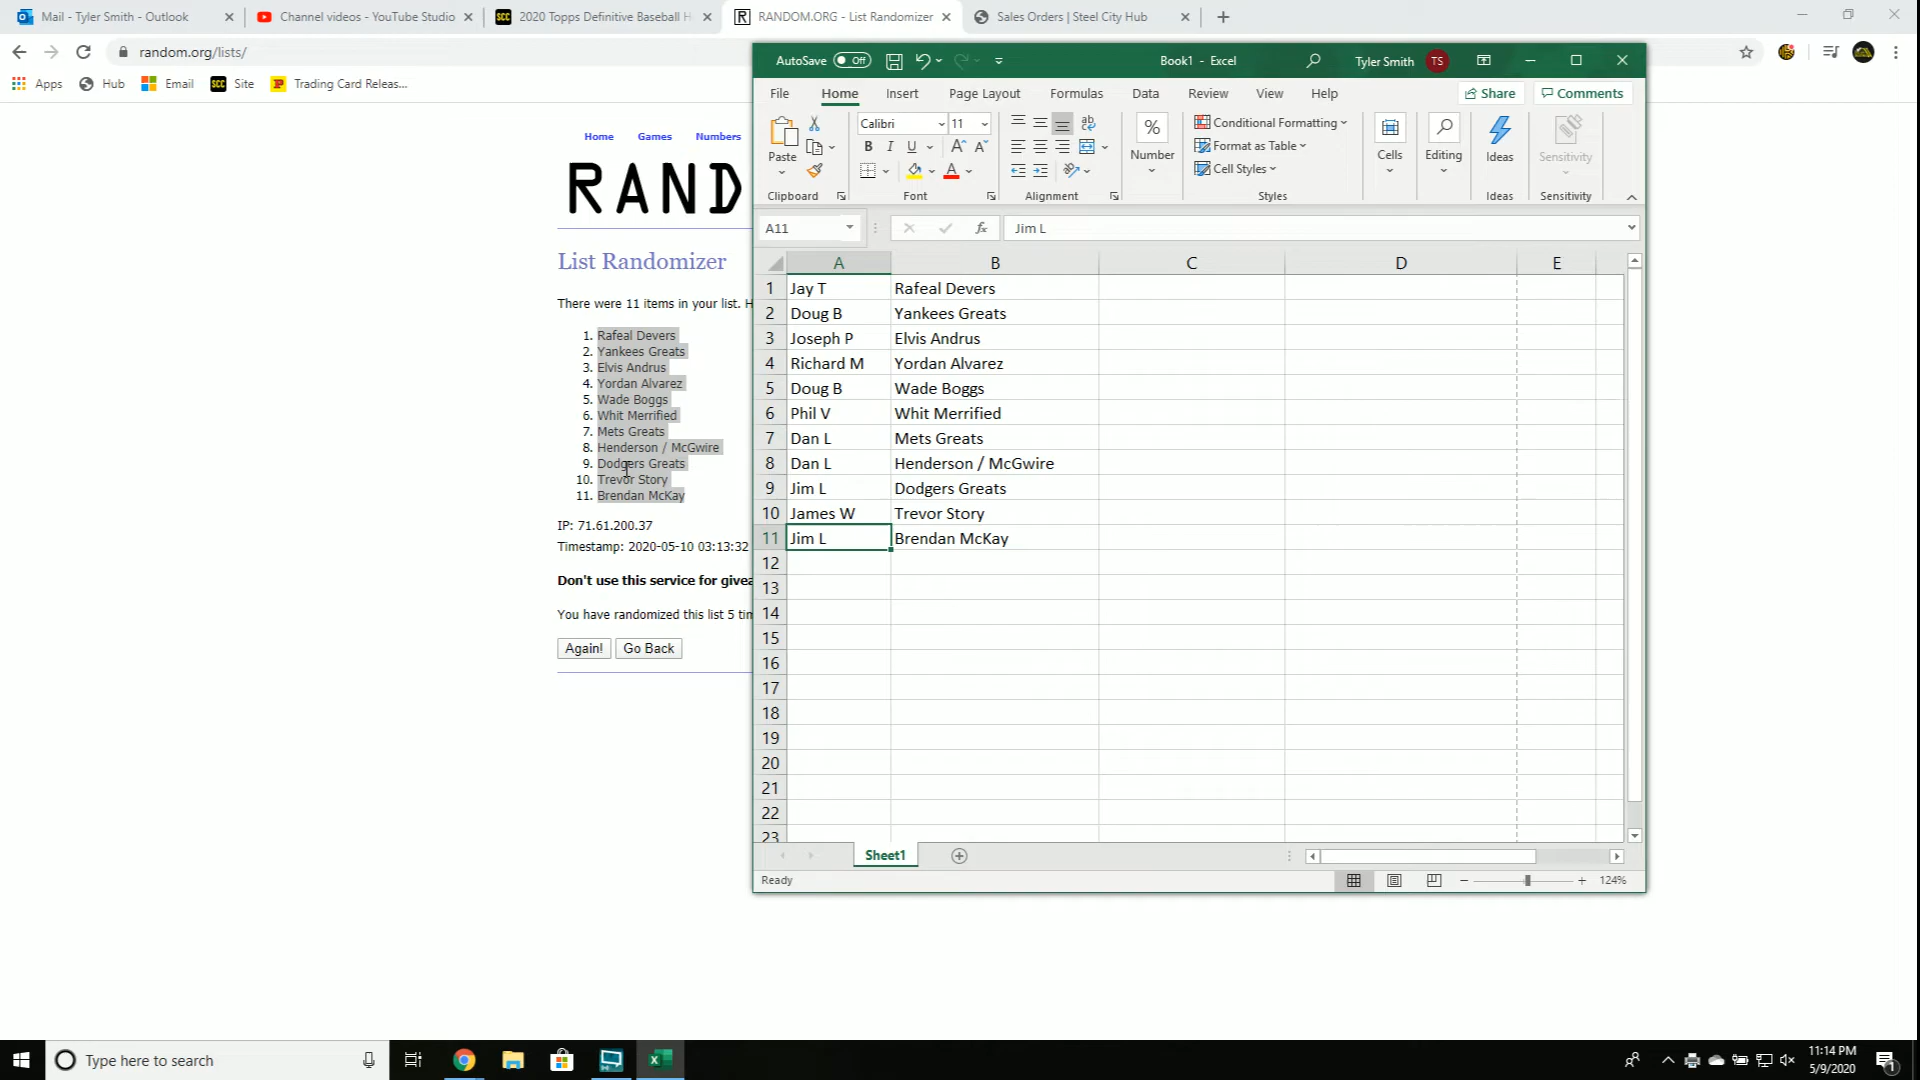 Mail - Tyler Smith - Outlook
Channel videos - YouTube Studio
2020 Topps Definitive Baseball H
RANDOM.ORG - List Randomizer
Sales Orders | Steel City Hub
random.org/lists/
Apps Hub Email Site Trading Card Releas...
AutoSave Off Book1 - Excel Tyler Smith TS
File Home Insert Page Layout Formulas Data Review View Help Share Comments
Paste
Calibri 11
B I U
Number
Conditional Formatting
Format as Table
Cell Styles
Cells
Editing
Ideas
Sensitivity
Clipboard Font Alignment Styles Ideas Sensitivity
A11 fx Jim L
A B C D E
1 Jay T Rafeal Devers
2 Doug B Yankees Greats
3 Joseph P Elvis Andrus
4 Richard M Yordan Alvarez
5 Doug B Wade Boggs
6 Phil V Whit Merrified
7 Dan L Mets Greats
8 Dan L Henderson / McGwire
9 Jim L Dodgers Greats
10 James W Trevor Story
11 Jim L Brendan McKay
12
13
14
15
16
17
18
19
20
21
22
23
Sheet1
Ready 124%
Home Games Numbers
RAND
List Randomizer
There were 11 items in your list. H
1. Rafeal Devers
2. Yankees Greats
3. Elvis Andrus
4. Yordan Alvarez
5. Wade Boggs
6. Whit Merrified
7. Mets Greats
8. Henderson / McGwire
9. Dodgers Greats
10. Trevor Story
11. Brendan McKay
IP: 71.61.200.37
Timestamp: 2020-05-10 03:13:32
Don't use this service for givea
You have randomized this list 5 tim
Again! Go Back
Type here to search
11:14 PM
5/9/2020
1